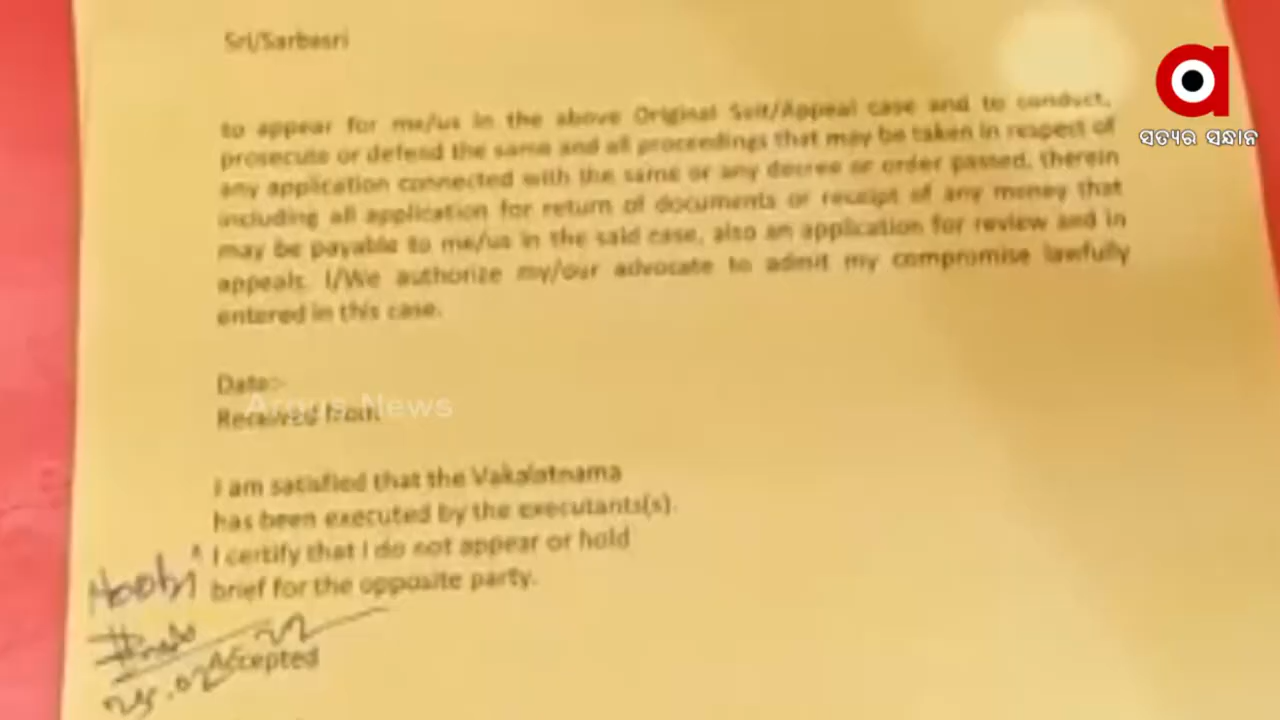 Sri/Sarbasri
ସତ୍ୟର ସନ୍ଧାନ
to appear for me/us in the above Original Suit/Appeal case and to conduct,
prosecute or defend the same and all proceedings that may be taken in respect of
any application connected with the same or any decree or order passed, therein
including all application for return of documents or receipt of any money that
may be payable to me/us in the said case, also an application for review and in
appeals. I/We authorize my/our advocate to admit my compromise lawfully
entered in this case.
Date:-
Argus News
Received from
I am satisfied that the Vakalatnama
has been executed by the executants(s).
I certify that I do not appear or hold
brief for the opposite party.
Accepted